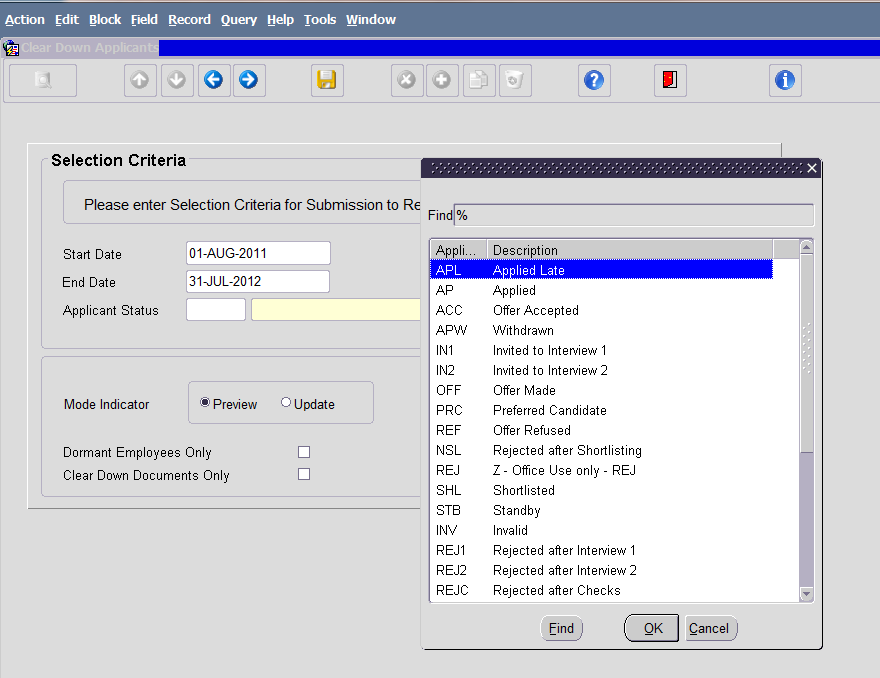 Action Edit Block Field Record Query Help Tools Window
Clear Down Applicants
Selection Criteria
Please enter Selection Criteria for Submission to Re
Start Date 01-AUG-2011
End Date 31-JUL-2012
Applicant Status
Mode Indicator Preview Update
Dormant Employees Only
Clear Down Documents Only
Find %
Appli... Description
APL Applied Late
AP Applied
ACC Offer Accepted
APW Withdrawn
IN1 Invited to Interview 1
IN2 Invited to Interview 2
OFF Offer Made
PRC Preferred Candidate
REF Offer Refused
NSL Rejected after Shortlisting
REJ Z - Office Use only - REJ
SHL Shortlisted
STB Standby
INV Invalid
REJ1 Rejected after Interview 1
REJ2 Rejected after Interview 2
REJC Rejected after Checks
Find OK Cancel